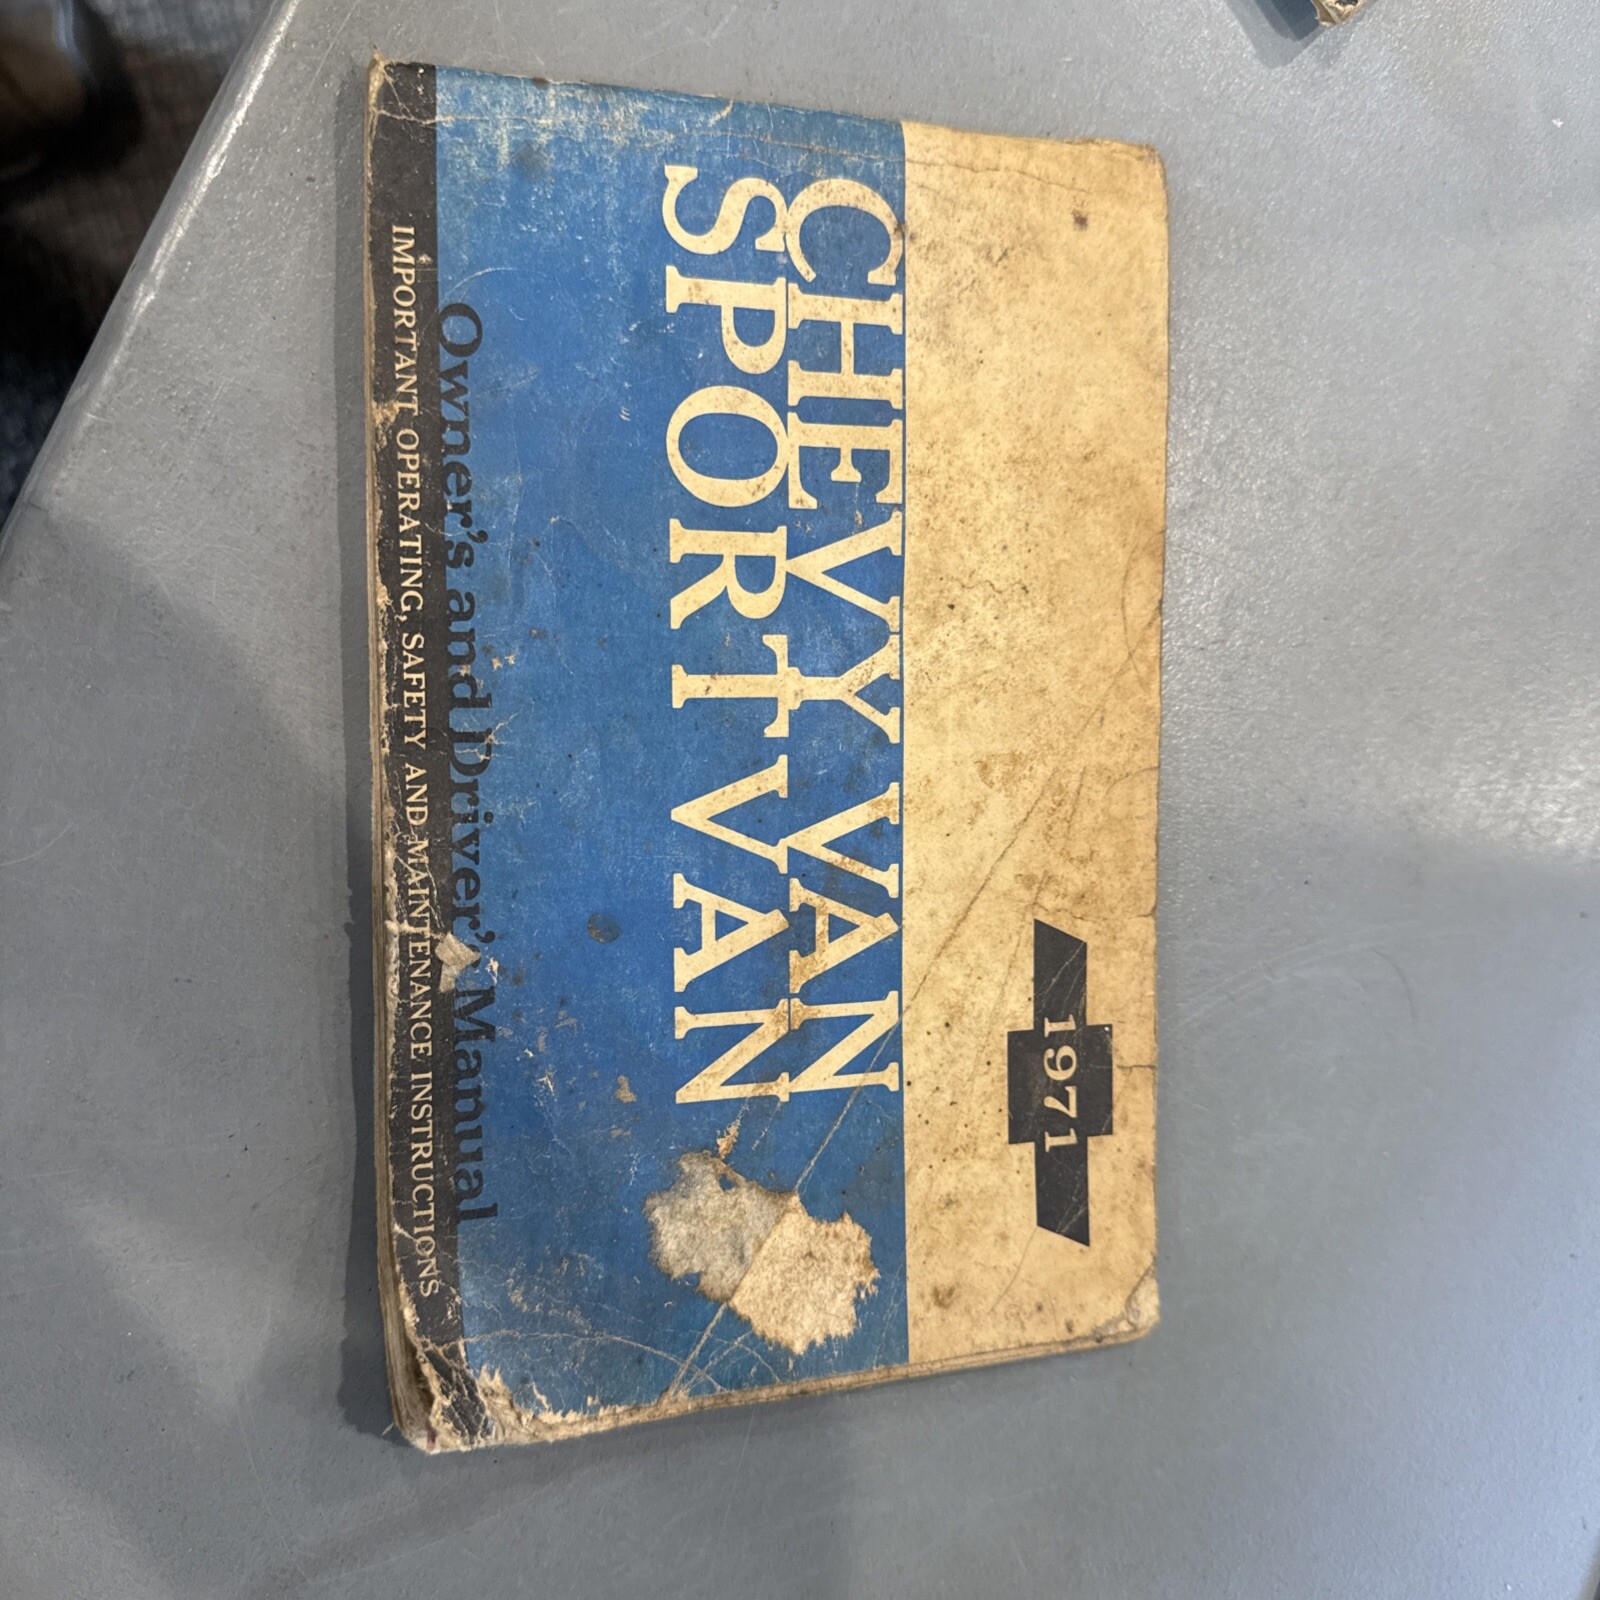 1971
CHEVY VAN
SPORTVAN
Owner's and Driver's Manual
IMPORTANT OPERATING, SAFETY AND MAINTENANCE INSTRUCTIONS